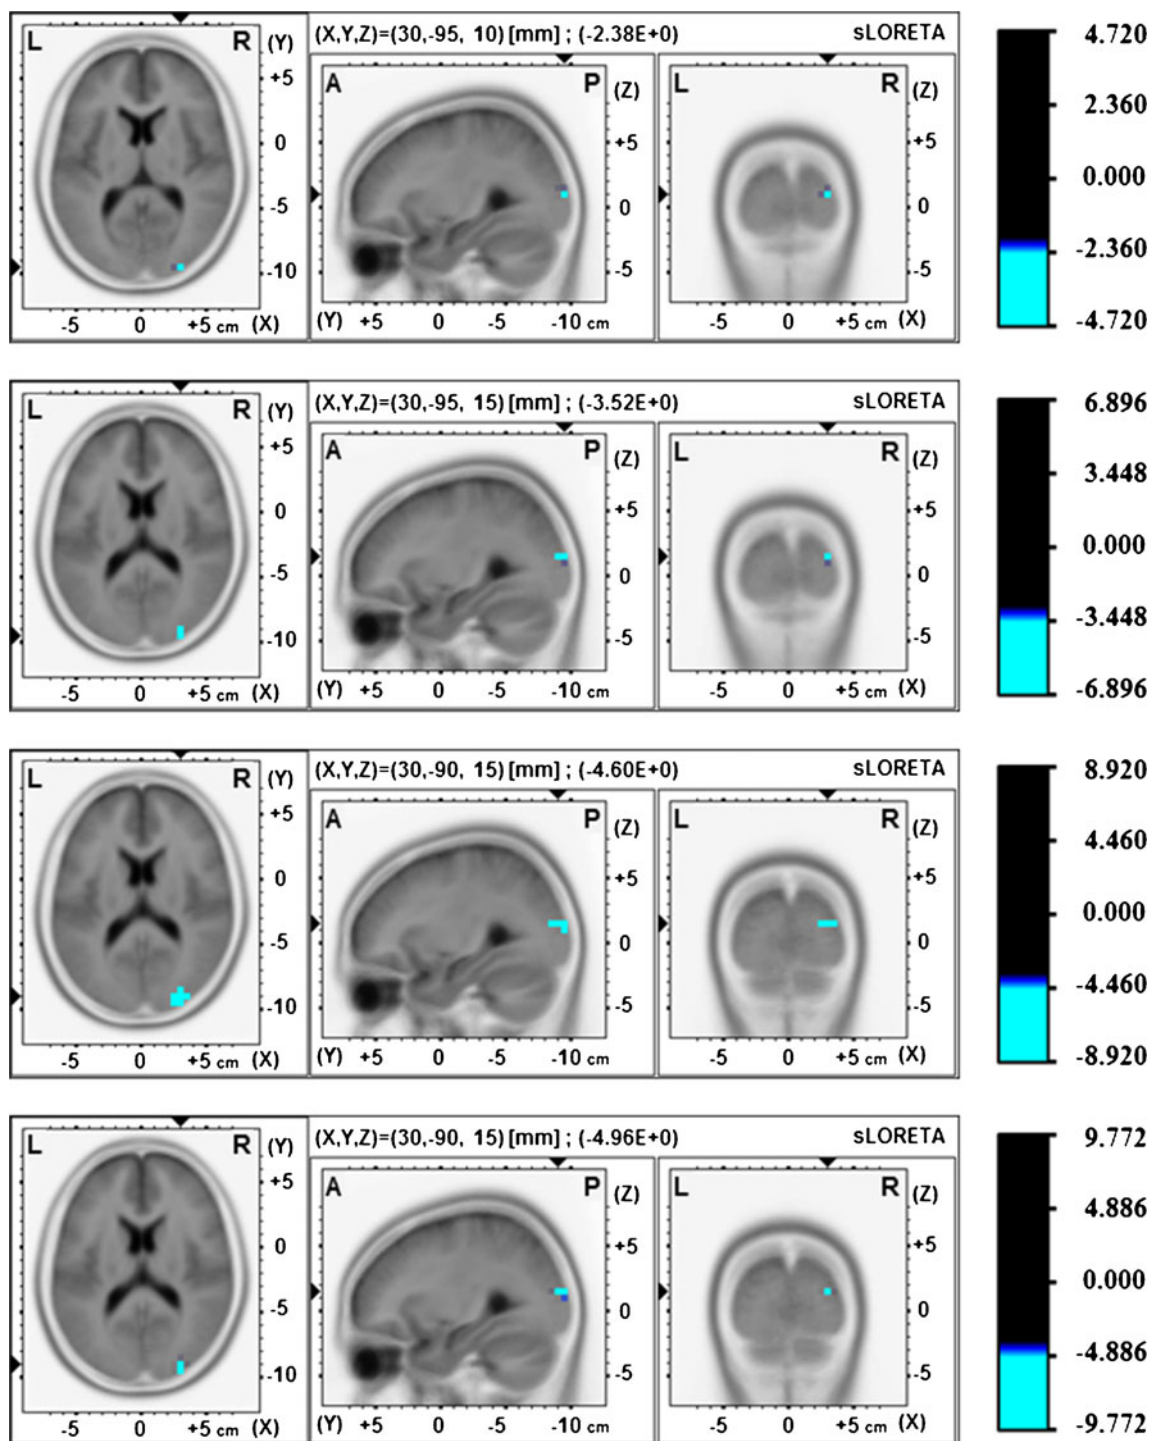 L R (Y) (X,Y,Z)=(30,-95, 10) [mm] ; (-2.38E+0) sLORETA 4.720
A P (Z) L R (Z)
+5 +5 +5 2.360
0 0.000
-5 0 0 -2.360
-10 -5 -5 -4.720
-5 0 +5 cm (X) (Y) +5 0 -5 -10 cm -5 0 +5 cm (X)
L R (Y) (X,Y,Z)=(30,-95, 15) [mm] ; (-3.52E+0) sLORETA 6.896
A P (Z) L R (Z)
+5 +5 +5 3.448
0 0.000
-5 0 0 -3.448
-10 -5 -5 -6.896
-5 0 +5 cm (X) (Y) +5 0 -5 -10 cm -5 0 +5 cm (X)
L R (Y) (X,Y,Z)=(30,-90, 15) [mm] ; (-4.60E+0) sLORETA 8.920
A P (Z) L R (Z)
+5 +5 +5 4.460
0 0.000
-5 0 0 -4.460
-10 -5 -5 -8.920
-5 0 +5 cm (X) (Y) +5 0 -5 -10 cm -5 0 +5 cm (X)
L R (Y) (X,Y,Z)=(30,-90, 15) [mm] ; (-4.96E+0) sLORETA 9.772
A P (Z) L R (Z)
+5 +5 +5 4.886
0 0.000
-5 0 0 -4.886
-10 -5 -5 -9.772
-5 0 +5 cm (X) (Y) +5 0 -5 -10 cm -5 0 +5 cm (X)